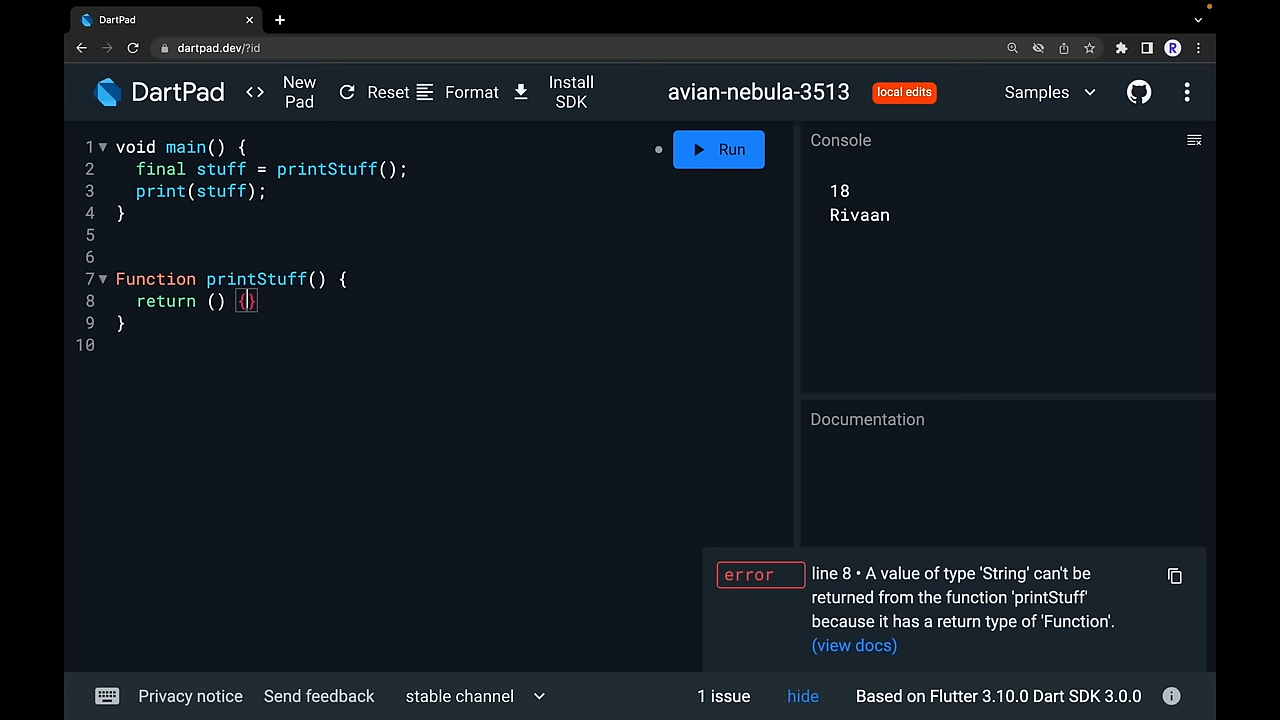 DartPad
dartpad.dev/?id
R
DartPad
<> New Pad
Reset
Format
Install SDK
avian-nebula-3513
local edits
Samples
1 void main() {
2 final stuff = printStuff();
3 print(stuff);
4 }
5
6
7 Function printStuff() {
8 return () {}
9 }
10
Run
Console
18
Rivaan
Documentation
error
line 8 • A value of type 'String' can't be
returned from the function 'printStuff'
because it has a return type of 'Function'.
(view docs)
Privacy notice
Send feedback
stable channel
1 issue
hide
Based on Flutter 3.10.0 Dart SDK 3.0.0